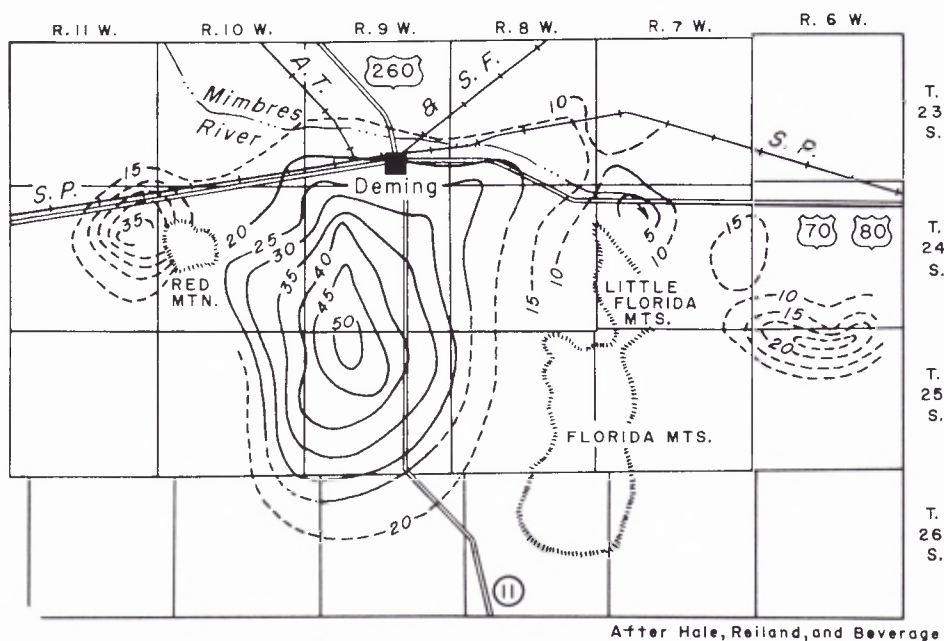 R. 11 W. R. 10 W. R. 9 W. R. 8 W. R. 7 W. R. 6 W.
A. T. & S. F.
260
Mimbres
River
10
T.
23
S.
S. P.
S. P.
Deming
15
35
20
25
30
35
40
45
50
RED
MTN.
15
10
5
10
LITTLE
FLORIDA
MTS.
15
70 80
T.
24
S.
10
15
20
T.
25
S.
FLORIDA MTS.
20
T.
26
S.
11
After Hale, Reiland, and Beverage